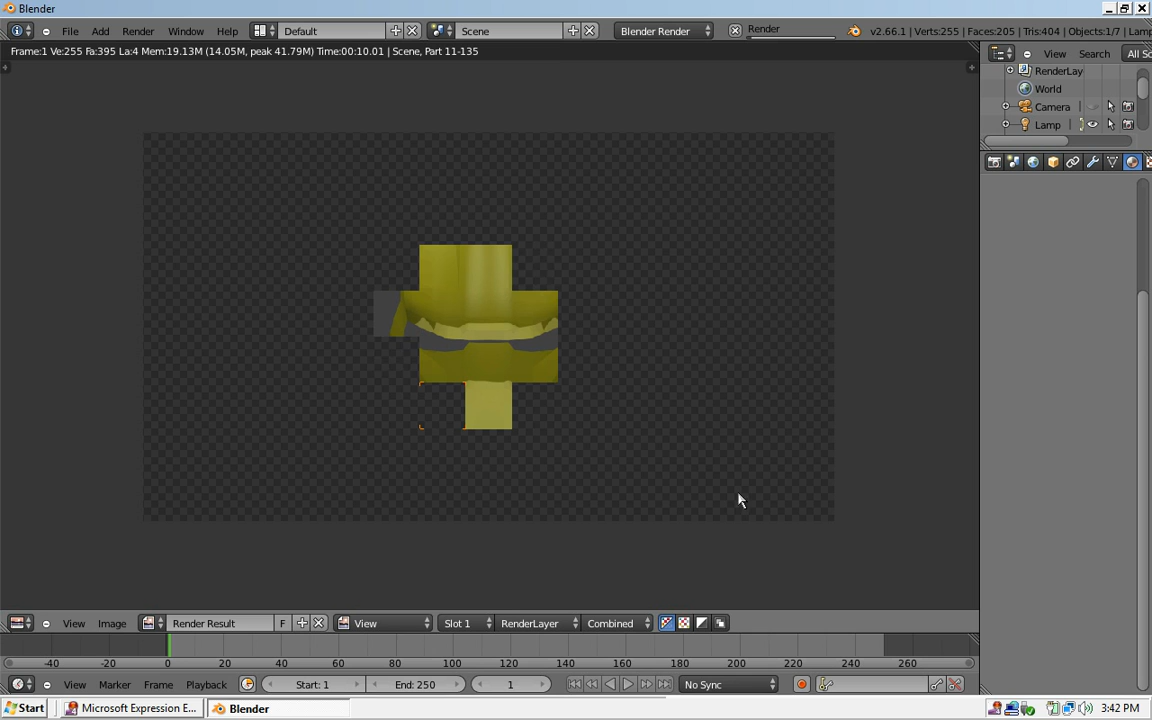 Blender
File Add Render Window Help Default Scene Blender Render Render v2.66.1 | Verts:255 | Faces:205 | Tris:404 | Objects:1/7 | Lamp
Frame:1 Ve:255 Fa:395 La:4 Mem:19.13M (14.05M, peak 41.79M) Time:00:10.01 | Scene, Part 11-135
View Search All Sc
RenderLay
World
Camera
Lamp
View Image Render Result F View Slot 1 RenderLayer Combined
-40 -20 0 20 40 60 80 100 120 140 160 180 200 220 240 260
View Marker Frame Playback Start: 1 End: 250 1 No Sync
Start Microsoft Expression E... Blender 3:42 PM